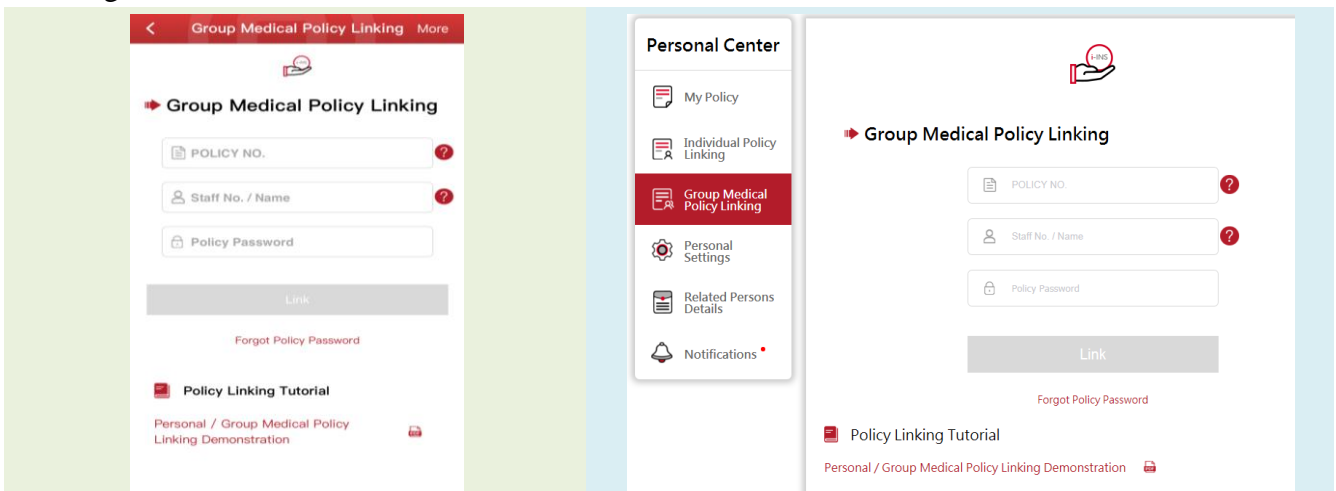 Group Medical Policy Linking More
Group Medical Policy Linking
POLICY NO.
?
Staff No. / Name
?
Policy Password
Link
Forgot Policy Password
Policy Linking Tutorial
Personal / Group Medical Policy
Linking Demonstration
Personal Center
My Policy
Individual Policy
Linking
Group Medical
Policy Linking
Personal
Settings
Related Persons
Details
Notifications
i-INS
Group Medical Policy Linking
POLICY NO.
?
Staff No. / Name
?
Policy Password
Link
Forgot Policy Password
Policy Linking Tutorial
Personal / Group Medical Policy Linking Demonstration